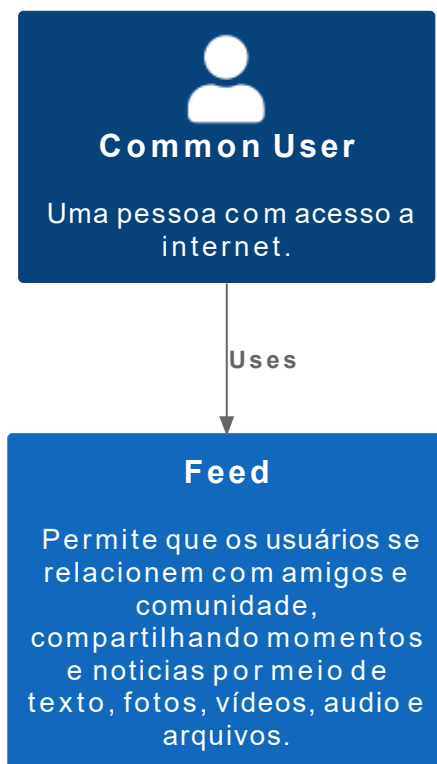 Common User
Uma pessoa com acesso a
internet.
Uses
Feed
Permite que os usuários se
relacionem com amigos e
comunidade,
compartilhando momentos
e noticias por meio de
texto, fotos, vídeos, audio e
arquivos.